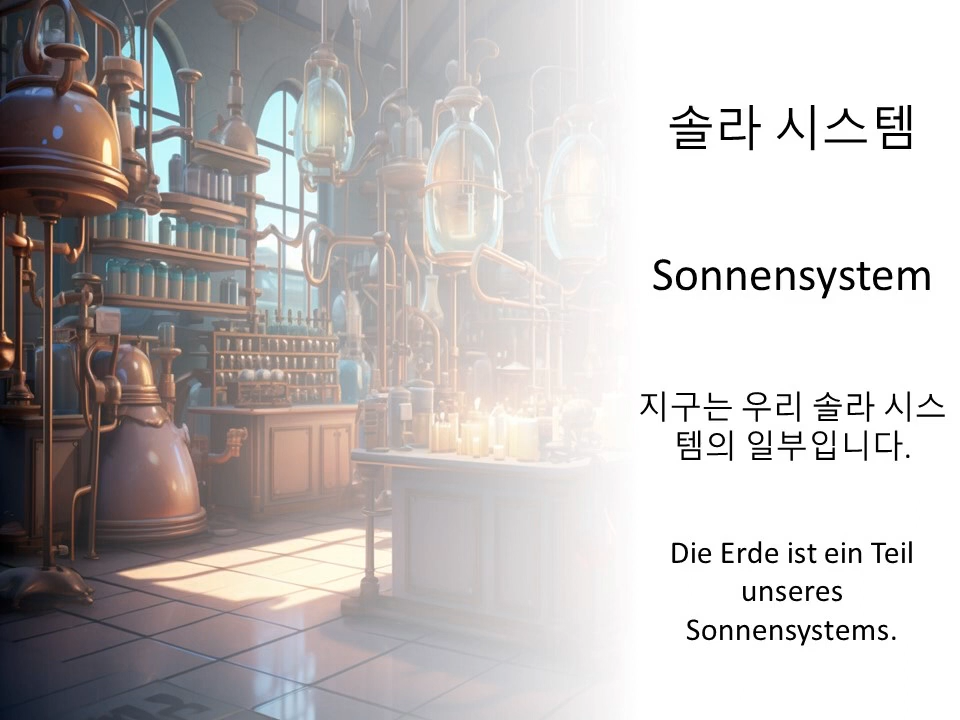 솔라 시스템
Sonnensystem
지구는 우리 솔라 시스
템의 일부입니다.
Die Erde ist ein Teil
unseres
Sonnensystems.